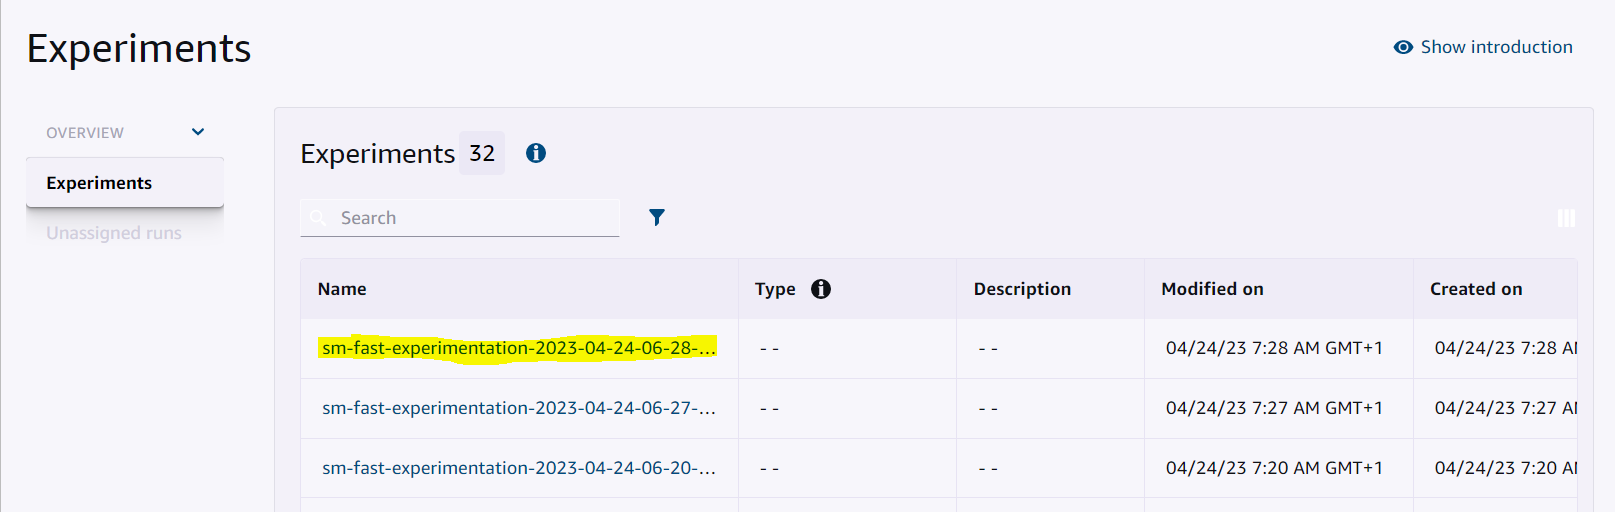 Experiments
Show introduction
OVERVIEW
Experiments
Unassigned runs
Experiments 32
Search
Name Type Description Modified on Created on
sm-fast-experimentation-2023-04-24-06-28-... -- -- 04/24/23 7:28 AM GMT+1 04/24/23 7:28 A
sm-fast-experimentation-2023-04-24-06-27-... -- -- 04/24/23 7:27 AM GMT+1 04/24/23 7:27 A
sm-fast-experimentation-2023-04-24-06-20-... -- -- 04/24/23 7:20 AM GMT+1 04/24/23 7:20 A